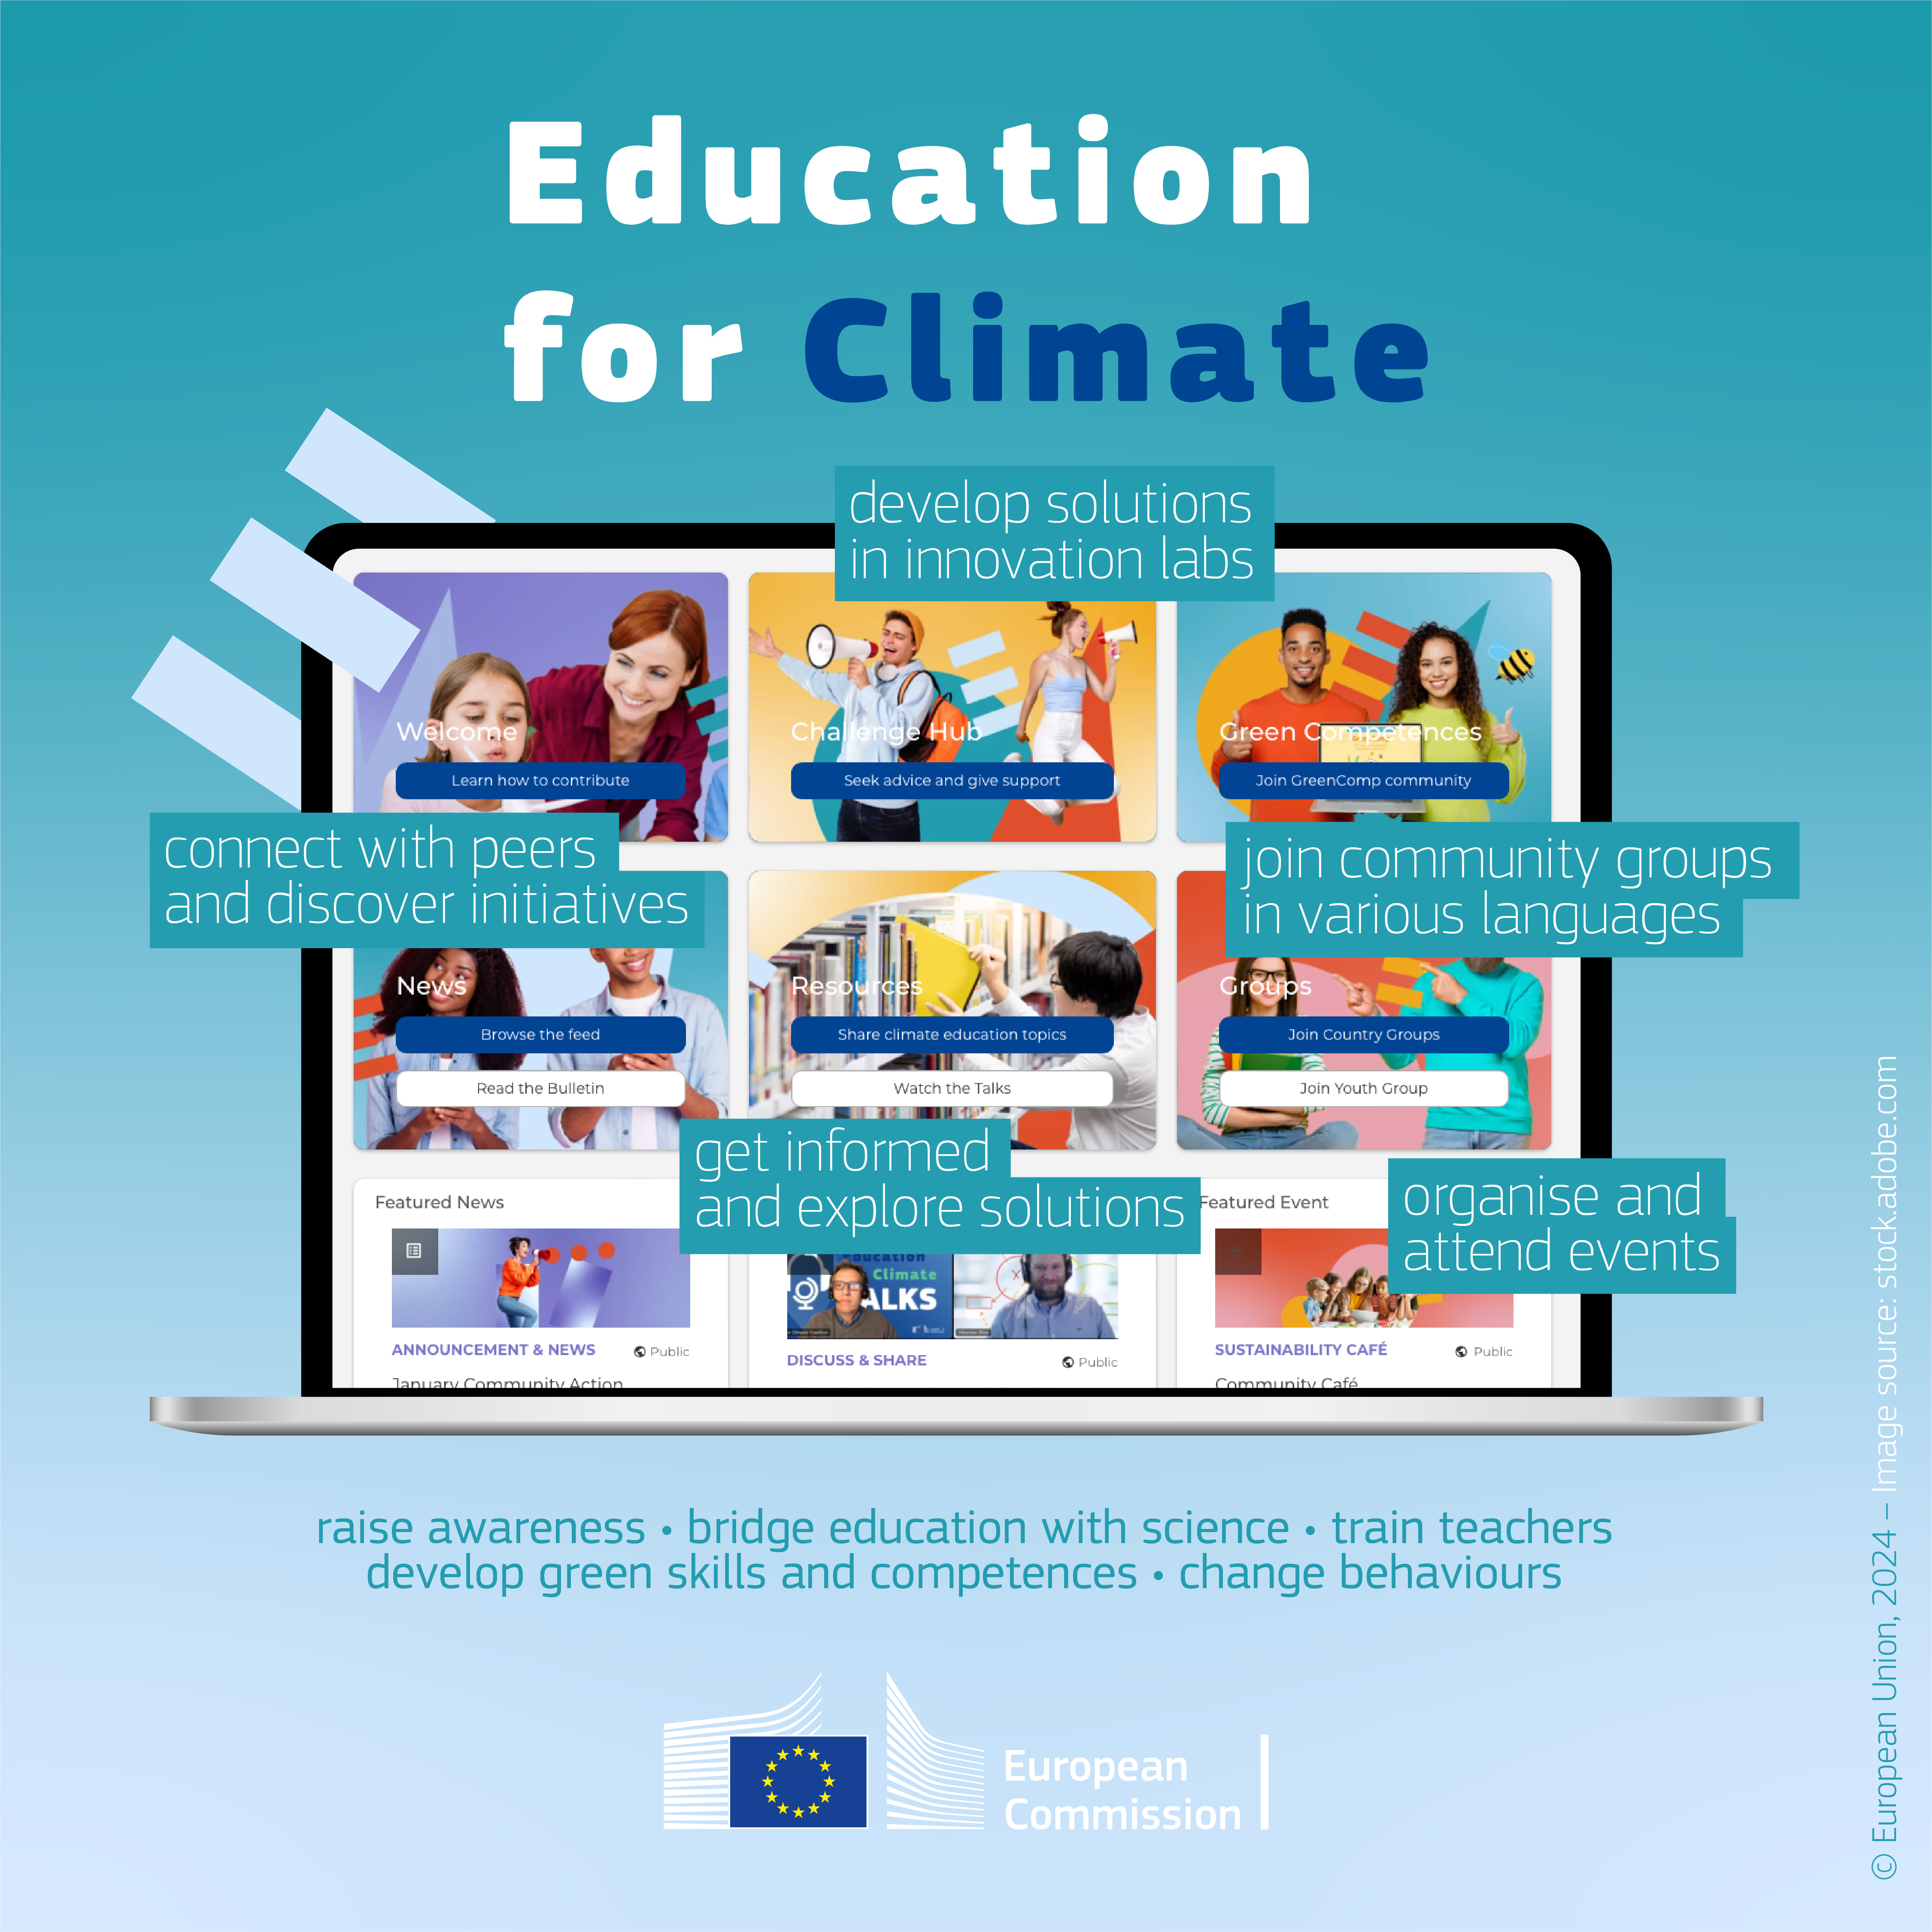 Education
for Climate
develop solutions
in innovation labs
Welcome
Learn how to contribute
Challenge Hub
Seek advice and give support
Green Competences
Join GreenComp community
connect with peers
and discover initiatives
join community groups
in various languages
News
Browse the feed
Read the Bulletin
Resources
Share climate education topics
Watch the Talks
Groups
Join Country Groups
Join Youth Group
get informed
and explore solutions
organise and
attend events
Featured News
ANNOUNCEMENT & NEWS
Public
January Community Action
Education
Climate
ALKS
DISCUSS & SHARE
Public
Featured Event
SUSTAINABILITY CAFÉ
Public
Community Café
raise awareness • bridge education with science • train teachers
develop green skills and competences • change behaviours
European
Commission
© European Union, 2024 – Image source: stock.adobe.com